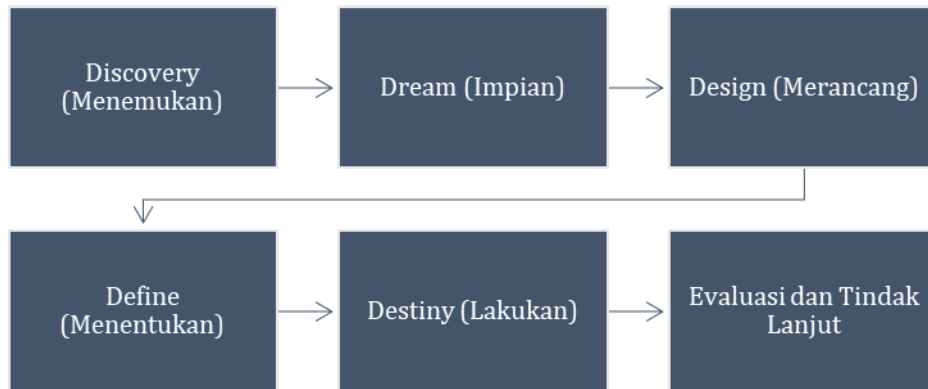 Discovery
(Menemukan)
Dream (Impian)
Design (Merancang)
Define
(Menentukan)
Destiny (Lakukan)
Evaluasi dan Tindak
Lanjut